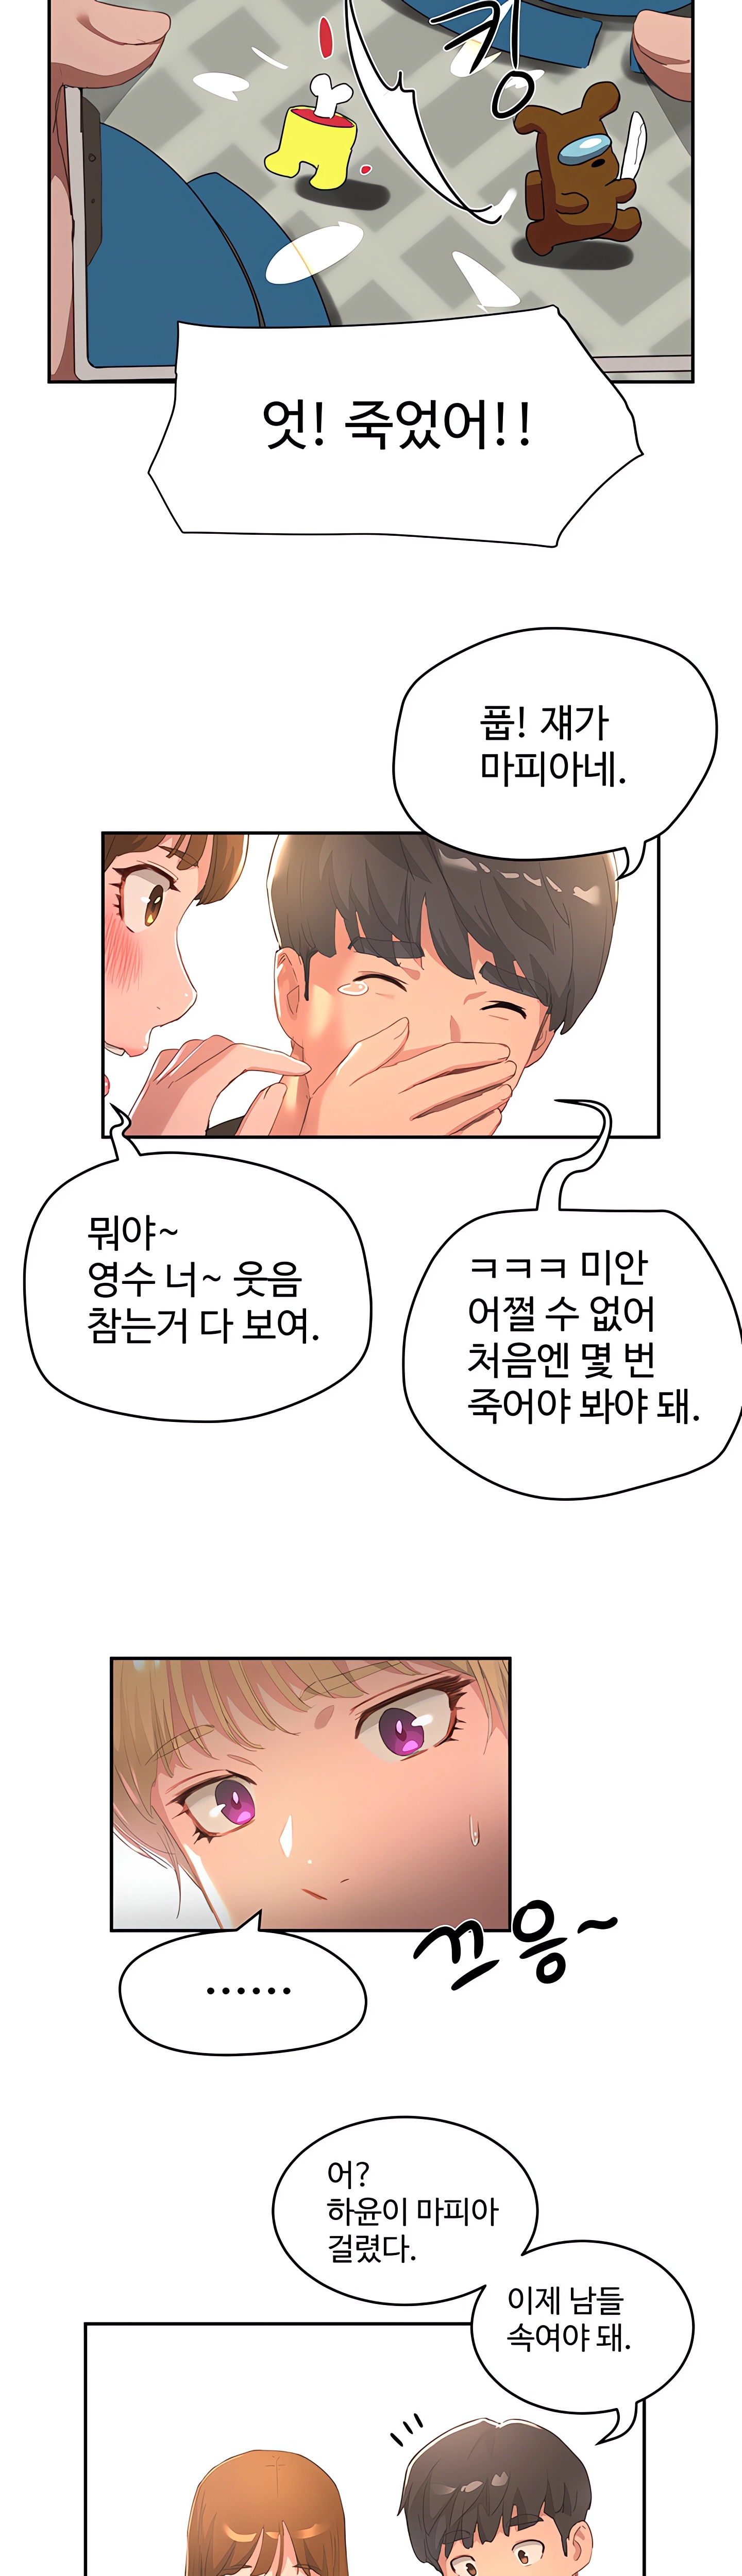 킹
엇! 죽었어!!
풉! 쟤가
마피아네.
뭐야~
영수 너~ 웃음
참는거 다 보여.
ㅋㅋㅋ 미안
어쩔 수 없어
처음엔 몇 번
죽어야 봐야 돼.
끄응~
······
어?
하윤이 마피아
걸렸다.
이제 남들
속여야 돼.